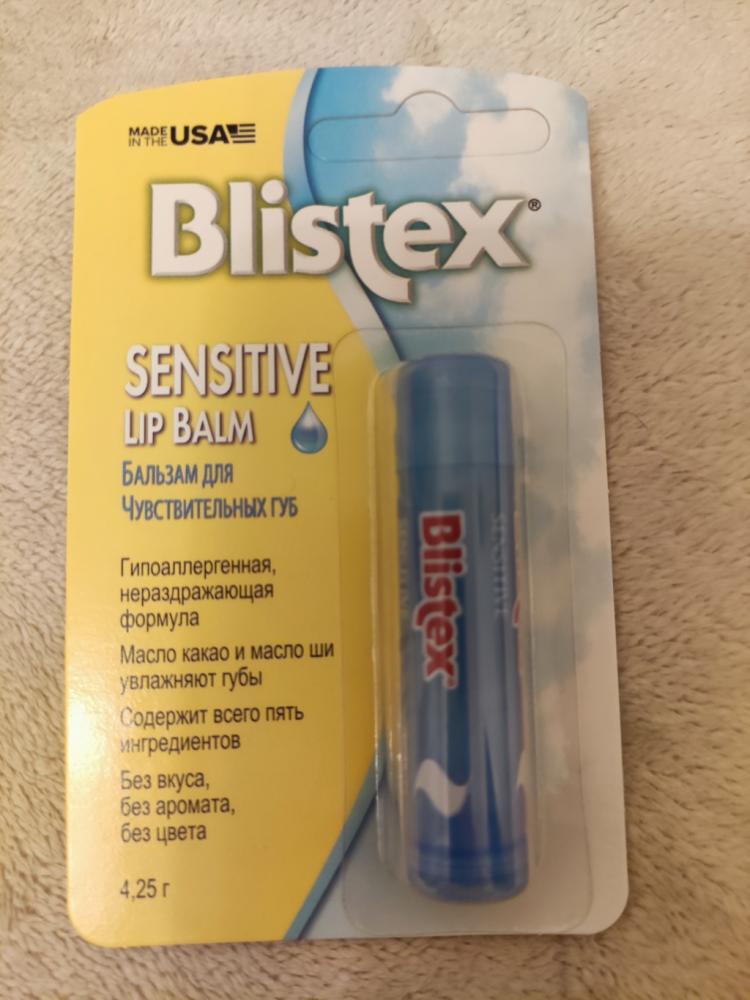 MADE
IN THE USA
Blistex®
SENSITIVE
LIP BALM
БАЛЬЗАМ ДЛЯ
ЧУВСТВИТЕЛЬНЫХ ГУБ
Гипоаллергенная,
нераздражающая
формула
Масло какао и масло ши
увлажняют губы
Содержит всего пять
ингредиентов
Без вкуса,
без аромата,
без цвета
4,25 г
Blistex
SENSITIVE